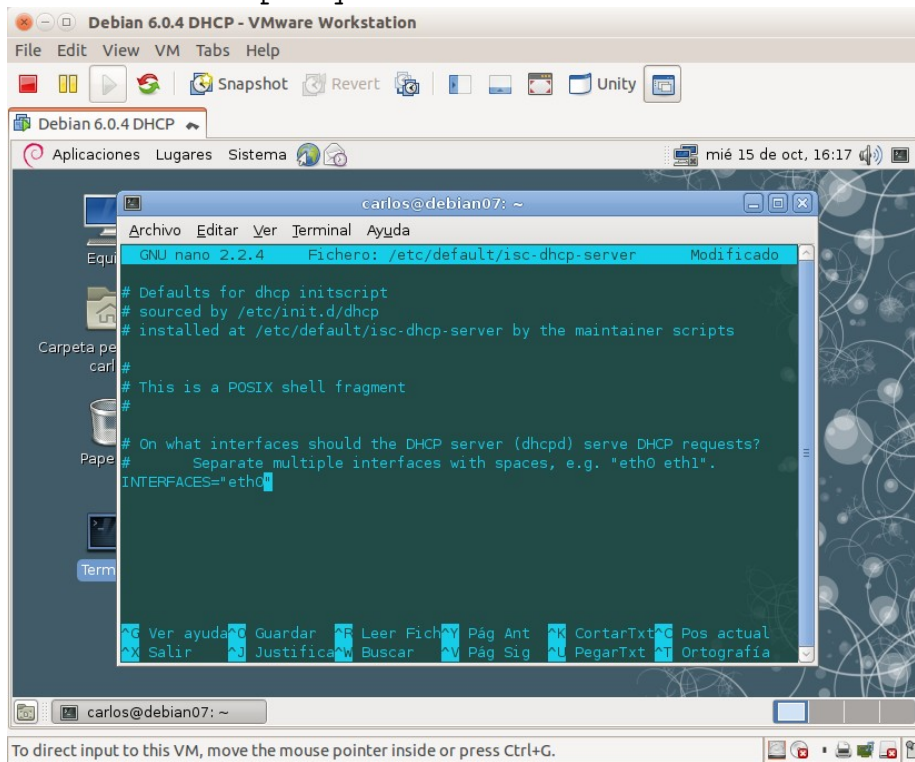 Debian 6.0.4 DHCP - VMware Workstation
File Edit View VM Tabs Help
Snapshot Revert Unity
Debian 6.0.4 DHCP
Aplicaciones Lugares Sistema mié 15 de oct, 16:17
carlos@debian07: ~
Archivo Editar Ver Terminal Ayuda
GNU nano 2.2.4 Fichero: /etc/default/isc-dhcp-server Modificado
Equi
# Defaults for dhcp initscript
# sourced by /etc/init.d/dhcp
# installed at /etc/default/isc-dhcp-server by the maintainer scripts
Carpeta pe
carl
#
# This is a POSIX shell fragment
#
# On what interfaces should the DHCP server (dhcpd) serve DHCP requests?
Pape
# Separate multiple interfaces with spaces, e.g. "eth0 eth1".
INTERFACES="eth0"
Term
^G Ver ayuda ^O Guardar ^R Leer Fich ^Y Pág Ant ^K CortarTxt ^C Pos actual
^X Salir ^J Justifica ^W Buscar ^V Pág Sig ^U PegarTxt ^T Ortografía
carlos@debian07: ~
To direct input to this VM, move the mouse pointer inside or press Ctrl+G.